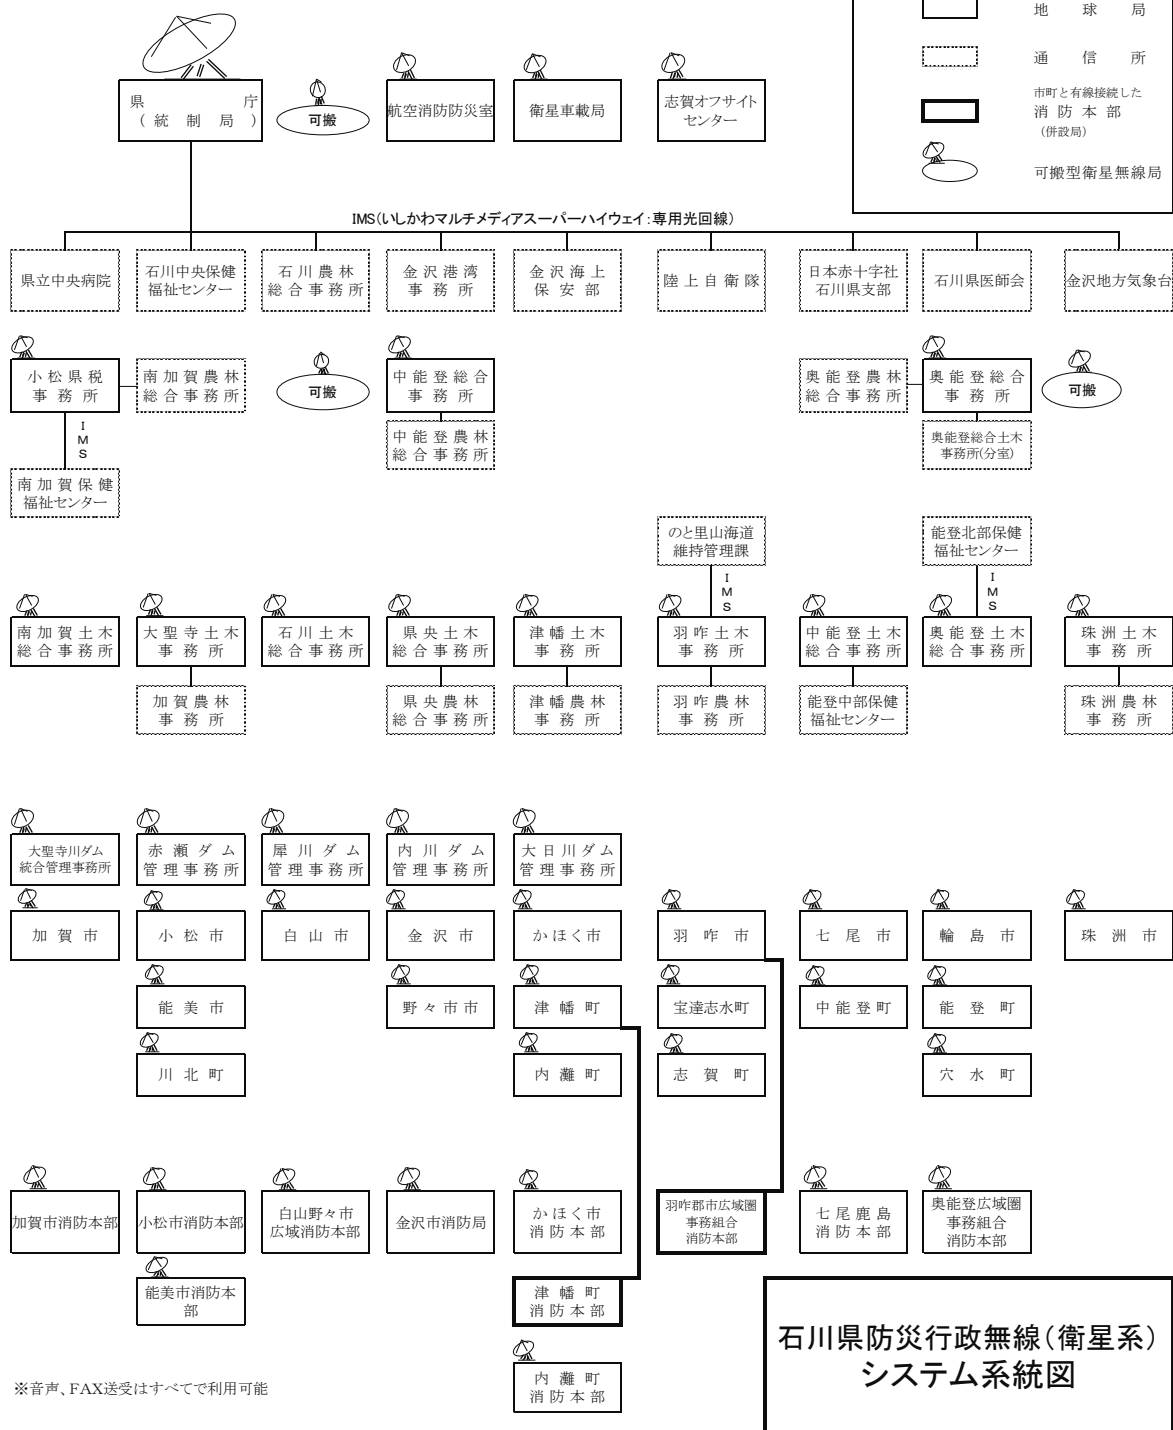 地球局
通信所
市町と有線接続した
消防本部
(併設局)
可搬型衛星無線局
県庁
(統制局)
可搬
航空消防防災室
衛星車載局
志賀オフサイト
センター
IMS(いしかわマルチメディアスーパーハイウェイ:専用光回線)
県立中央病院
石川中央保健
福祉センター
石川農林
総合事務所
金沢港湾
事務所
金沢海上
保安部
陸上自衛隊
日本赤十字社
石川県支部
石川県医師会
金沢地方気象台
小松県税
事務所
南加賀農林
総合事務所
可搬
中能登総合
事務所
奥能登農林
総合事務所
奥能登総合
事務所
可搬
IMS
中能登農林
総合事務所
奥能登総合土木
事務所(分室)
南加賀保健
福祉センター
のと里山海道
維持管理課
能登北部保健
福祉センター
IMS
IMS
南加賀土木
総合事務所
大聖寺土木
事務所
石川土木
総合事務所
県央土木
総合事務所
津幡土木
事務所
羽咋土木
事務所
中能登土木
総合事務所
奥能登土木
総合事務所
珠洲土木
事務所
加賀農林
事務所
県央農林
総合事務所
津幡農林
事務所
羽咋農林
事務所
能登中部保健
福祉センター
珠洲農林
事務所
大聖寺川ダム
統合管理事務所
赤瀬ダム
管理事務所
犀川ダム
管理事務所
内川ダム
管理事務所
大日川ダム
管理事務所
加賀市
小松市
白山市
金沢市
かほく市
羽咋市
七尾市
輪島市
珠洲市
能美市
野々市市
津幡町
宝達志水町
中能登町
能登町
川北町
内灘町
志賀町
穴水町
加賀市消防本部
小松市消防本部
白山野々市
広域消防本部
金沢市消防局
かほく市
消防本部
羽咋郡市広域圏
事務組合
消防本部
七尾鹿島
消防本部
奥能登広域圏
事務組合
消防本部
能美市消防本
部
津幡町
消防本部
内灘町
消防本部
石川県防災行政無線(衛星系)
システム系統図
※音声、FAX送受はすべてで利用可能